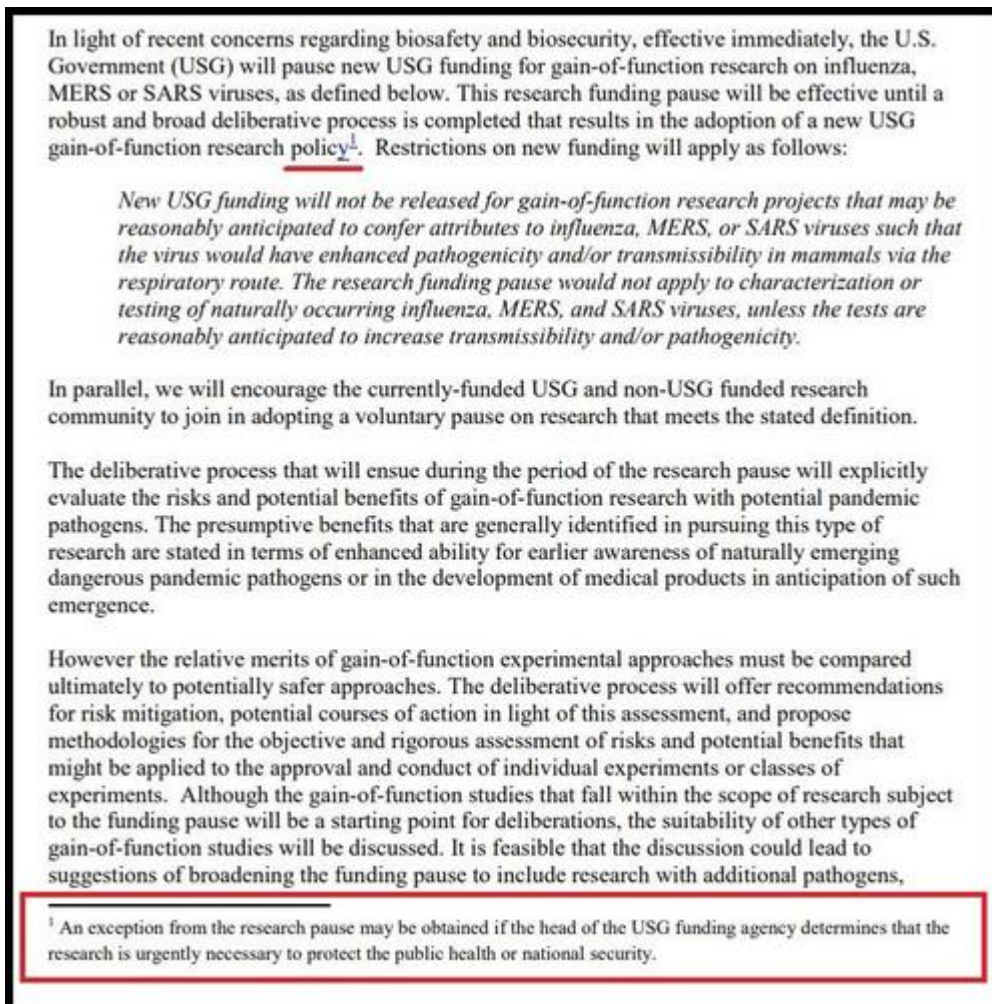 In light of recent concerns regarding biosafety and biosecurity, effective immediately, the U.S.
Government (USG) will pause new USG funding for gain-of-function research on influenza,
MERS or SARS viruses, as defined below. This research funding pause will be effective until a
robust and broad deliberative process is completed that results in the adoption of a new USG
gain-of-function research policy¹. Restrictions on new funding will apply as follows:
New USG funding will not be released for gain-of-function research projects that may be
reasonably anticipated to confer attributes to influenza, MERS, or SARS viruses such that
the virus would have enhanced pathogenicity and/or transmissibility in mammals via the
respiratory route. The research funding pause would not apply to characterization or
testing of naturally occurring influenza, MERS, and SARS viruses, unless the tests are
reasonably anticipated to increase transmissibility and/or pathogenicity.
In parallel, we will encourage the currently-funded USG and non-USG funded research
community to join in adopting a voluntary pause on research that meets the stated definition.
The deliberative process that will ensue during the period of the research pause will explicitly
evaluate the risks and potential benefits of gain-of-function research with potential pandemic
pathogens. The presumptive benefits that are generally identified in pursuing this type of
research are stated in terms of enhanced ability for earlier awareness of naturally emerging
dangerous pandemic pathogens or in the development of medical products in anticipation of such
emergence.
However the relative merits of gain-of-function experimental approaches must be compared
ultimately to potentially safer approaches. The deliberative process will offer recommendations
for risk mitigation, potential courses of action in light of this assessment, and propose
methodologies for the objective and rigorous assessment of risks and potential benefits that
might be applied to the approval and conduct of individual experiments or classes of
experiments. Although the gain-of-function studies that fall within the scope of research subject
to the funding pause will be a starting point for deliberations, the suitability of other types of
gain-of-function studies will be discussed. It is feasible that the discussion could lead to
suggestions of broadening the funding pause to include research with additional pathogens,
¹ An exception from the research pause may be obtained if the head of the USG funding agency determines that the
research is urgently necessary to protect the public health or national security.